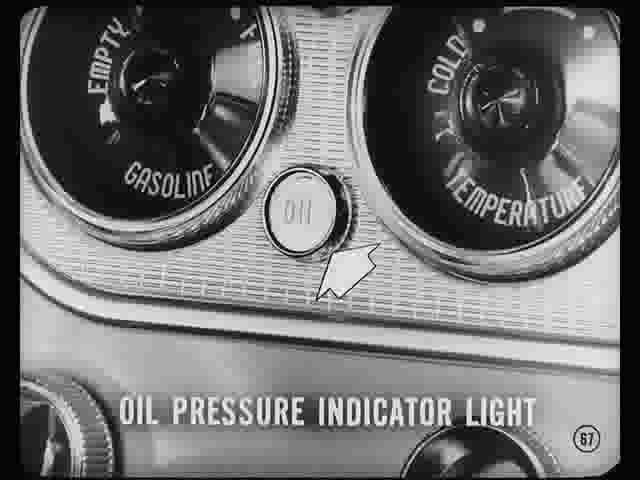 EMPTY
F
GASOLINE
OIL
COLD
TEMPERATURE
OIL PRESSURE INDICATOR LIGHT
67